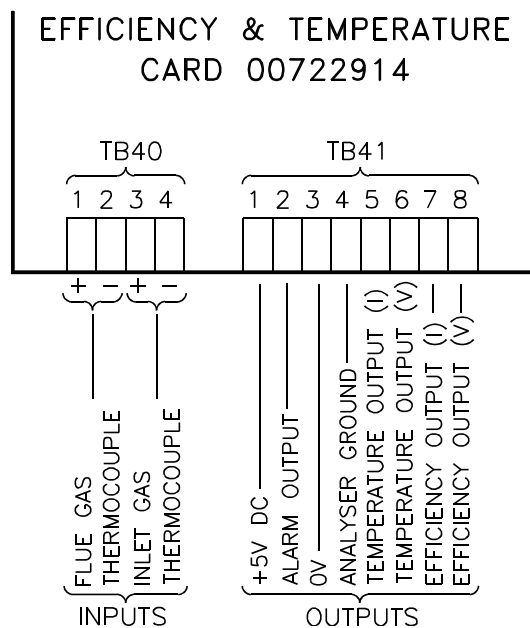 EFFICIENCY & TEMPERATURE
CARD 00722914
TB40
TB41
1 2 3 4
1 2 3 4 5 6 7 8
+ − + −
FLUE GAS
THERMOCOUPLE
INLET GAS
THERMOCOUPLE
+5V DC
ALARM OUTPUT
0V
ANALYSER GROUND
TEMPERATURE OUTPUT (I)
TEMPERATURE OUTPUT (V)
EFFICIENCY OUTPUT (I)
EFFICIENCY OUTPUT (V)
INPUTS
OUTPUTS